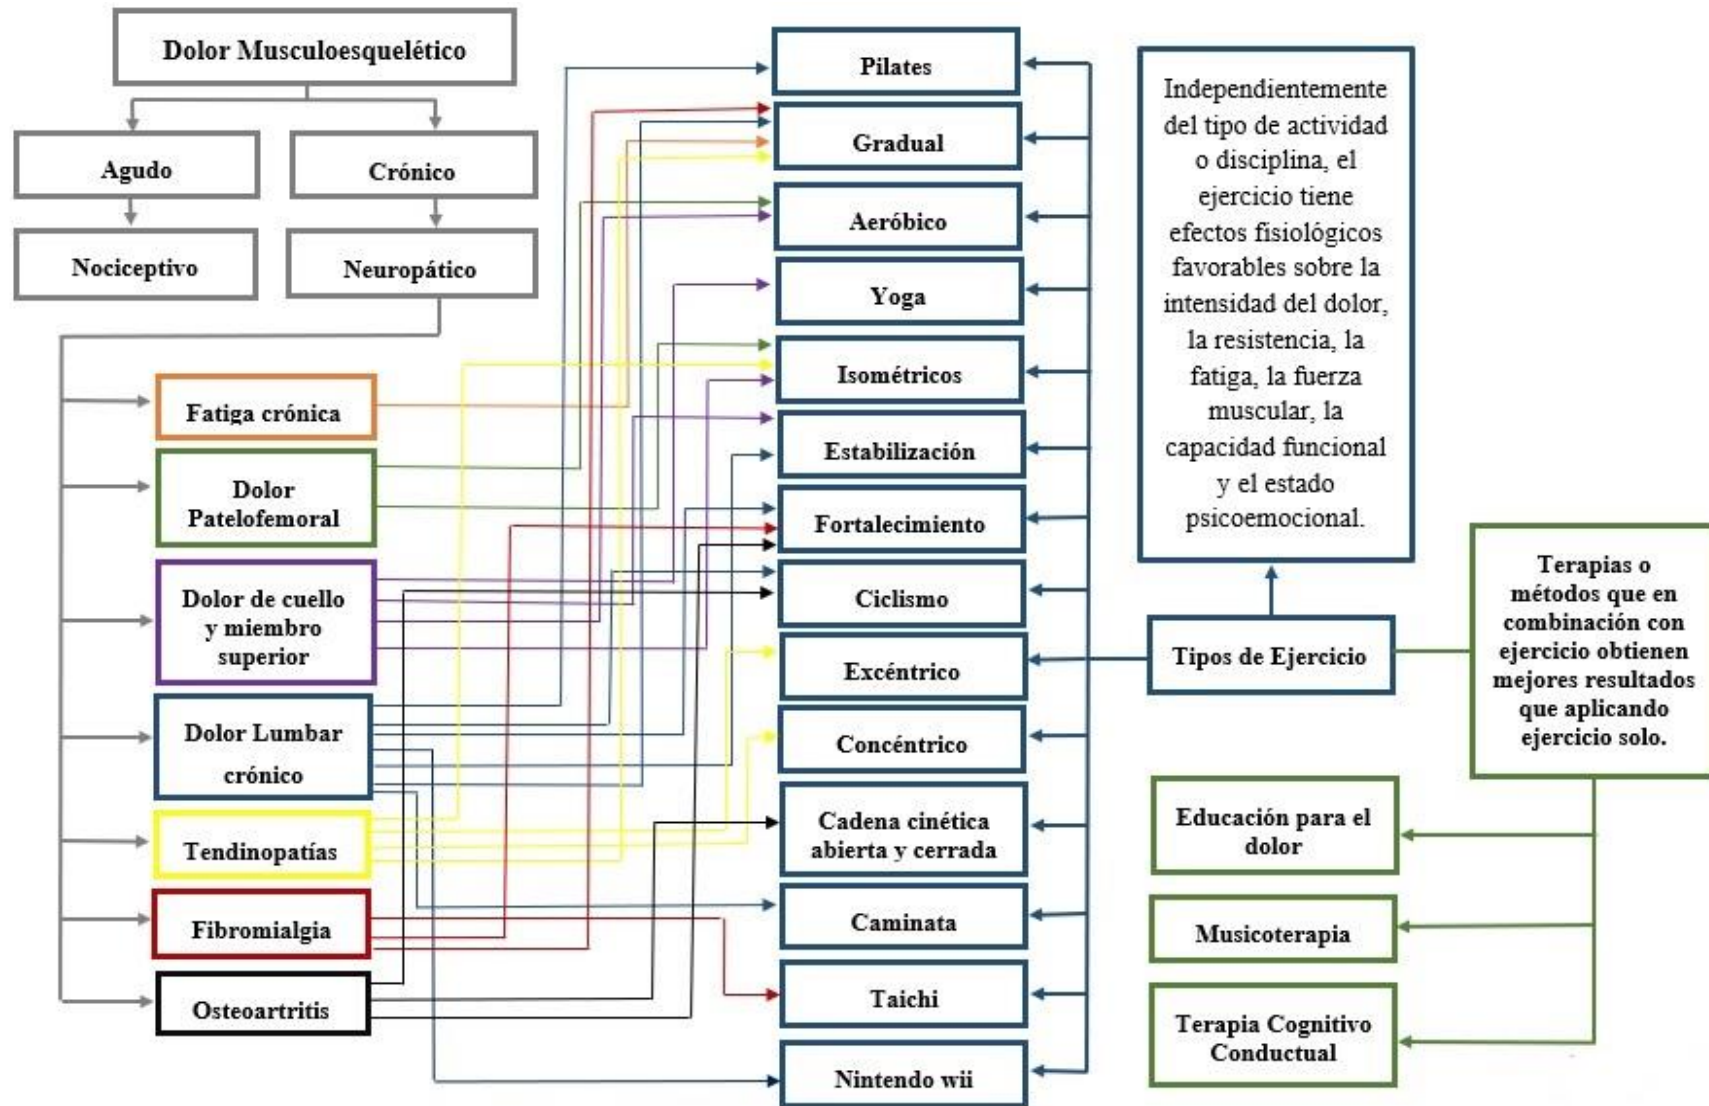 Dolor Musculoesquelético
Agudo
Crónico
Nociceptivo
Neuropático
Fatiga crónica
Dolor
Patelofemoral
Dolor de cuello
y miembro
superior
Dolor Lumbar
crónico
Tendinopatías
Fibromialgia
Osteoartritis
Pilates
Gradual
Aeróbico
Yoga
Isométricos
Estabilización
Fortalecimiento
Ciclismo
Excéntrico
Concéntrico
Cadena cinética
abierta y cerrada
Caminata
Taichi
Nintendo wii
Independientemente
del tipo de actividad
o disciplina, el
ejercicio tiene
efectos fisiológicos
favorables sobre la
intensidad del dolor,
la resistencia, la
fatiga, la fuerza
muscular, la
capacidad funcional
y el estado
psicoemocional.
Tipos de Ejercicio
Terapias o
métodos que en
combinación con
ejercicio obtienen
mejores resultados
que aplicando
ejercicio solo.
Educación para el
dolor
Musicoterapia
Terapia Cognitivo
Conductual